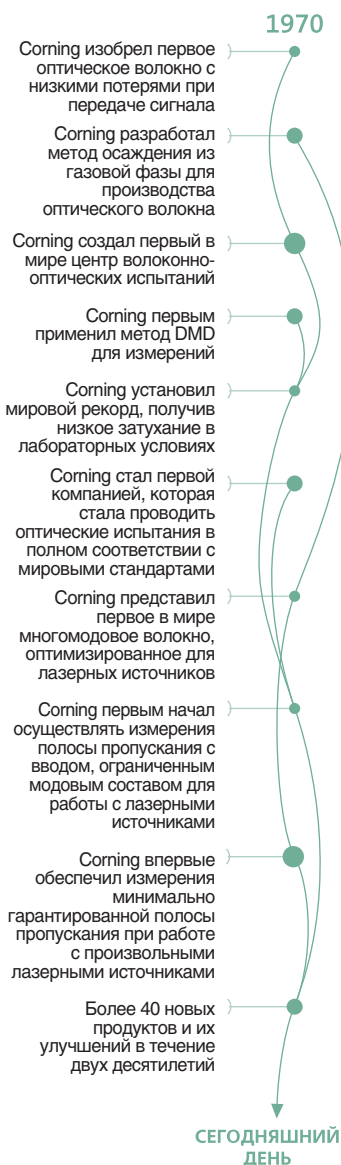 1970
Corning изобрел первое
оптическое волокно с
низкими потерями при
передаче сигнала
Corning разработал
метод осаждения из
газовой фазы для
производства
оптического волокна
Corning создал первый в
мире центр волоконно-
оптических испытаний
Corning первым
применил метод DMD
для измерений
Corning установил
мировой рекорд, получив
низкое затухание в
лабораторных условиях
Corning стал первой
компанией, которая
стала проводить
оптические испытания в
полном соответствии с
мировыми стандартами
Corning представил
первое в мире
многомодовое волокно,
оптимизированное для
лазерных источников
Corning первым начал
осуществлять измерения
полосы пропускания с
вводом, ограниченным
модовым составом для
работы с лазерными
источниками
Corning впервые
обеспечил измерения
минимально
гарантированной полосы
пропускания при работе
с произвольными
лазерными источниками
Более 40 новых
продуктов и их
улучшений в течение
двух десятилетий
СЕГОДНЯШНИЙ
ДЕНЬ